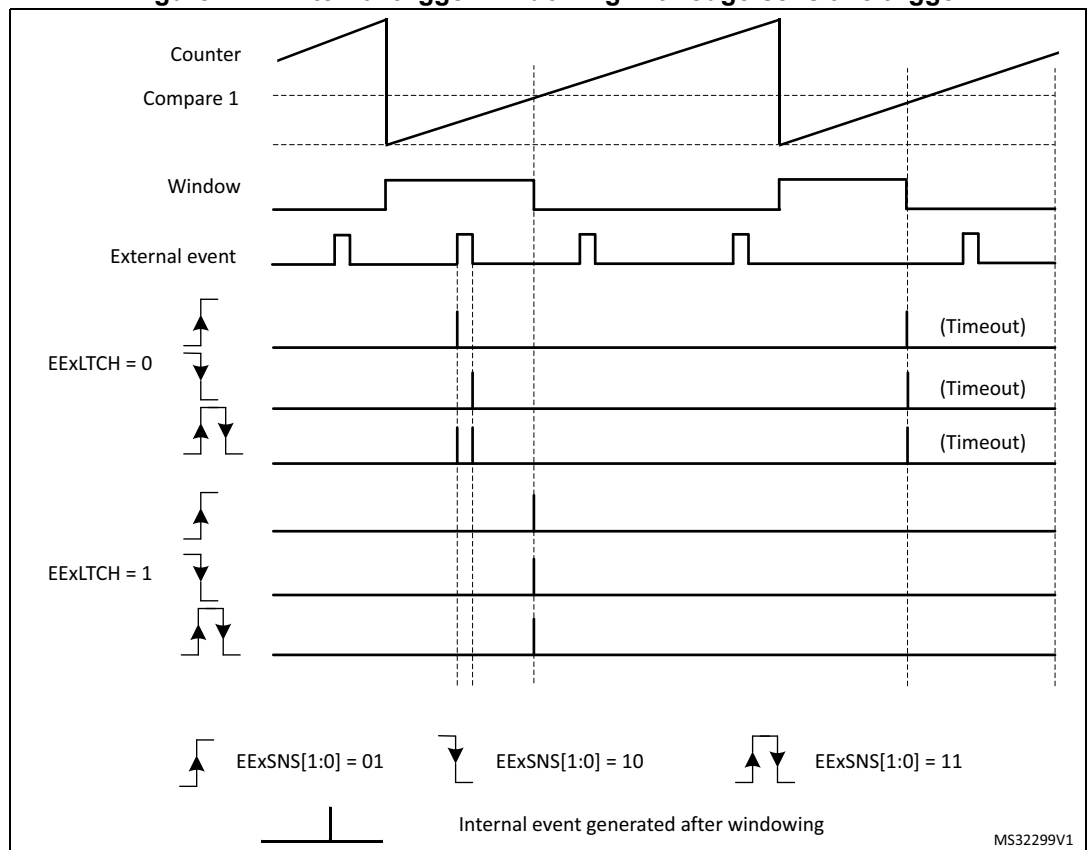 Counter
Compare 1
Window
External event
(Timeout)
EExLTCH = 0
(Timeout)
(Timeout)
EExLTCH = 1
EExSNS[1:0] = 01
EExSNS[1:0] = 10
EExSNS[1:0] = 11
Internal event generated after windowing
MS32299V1